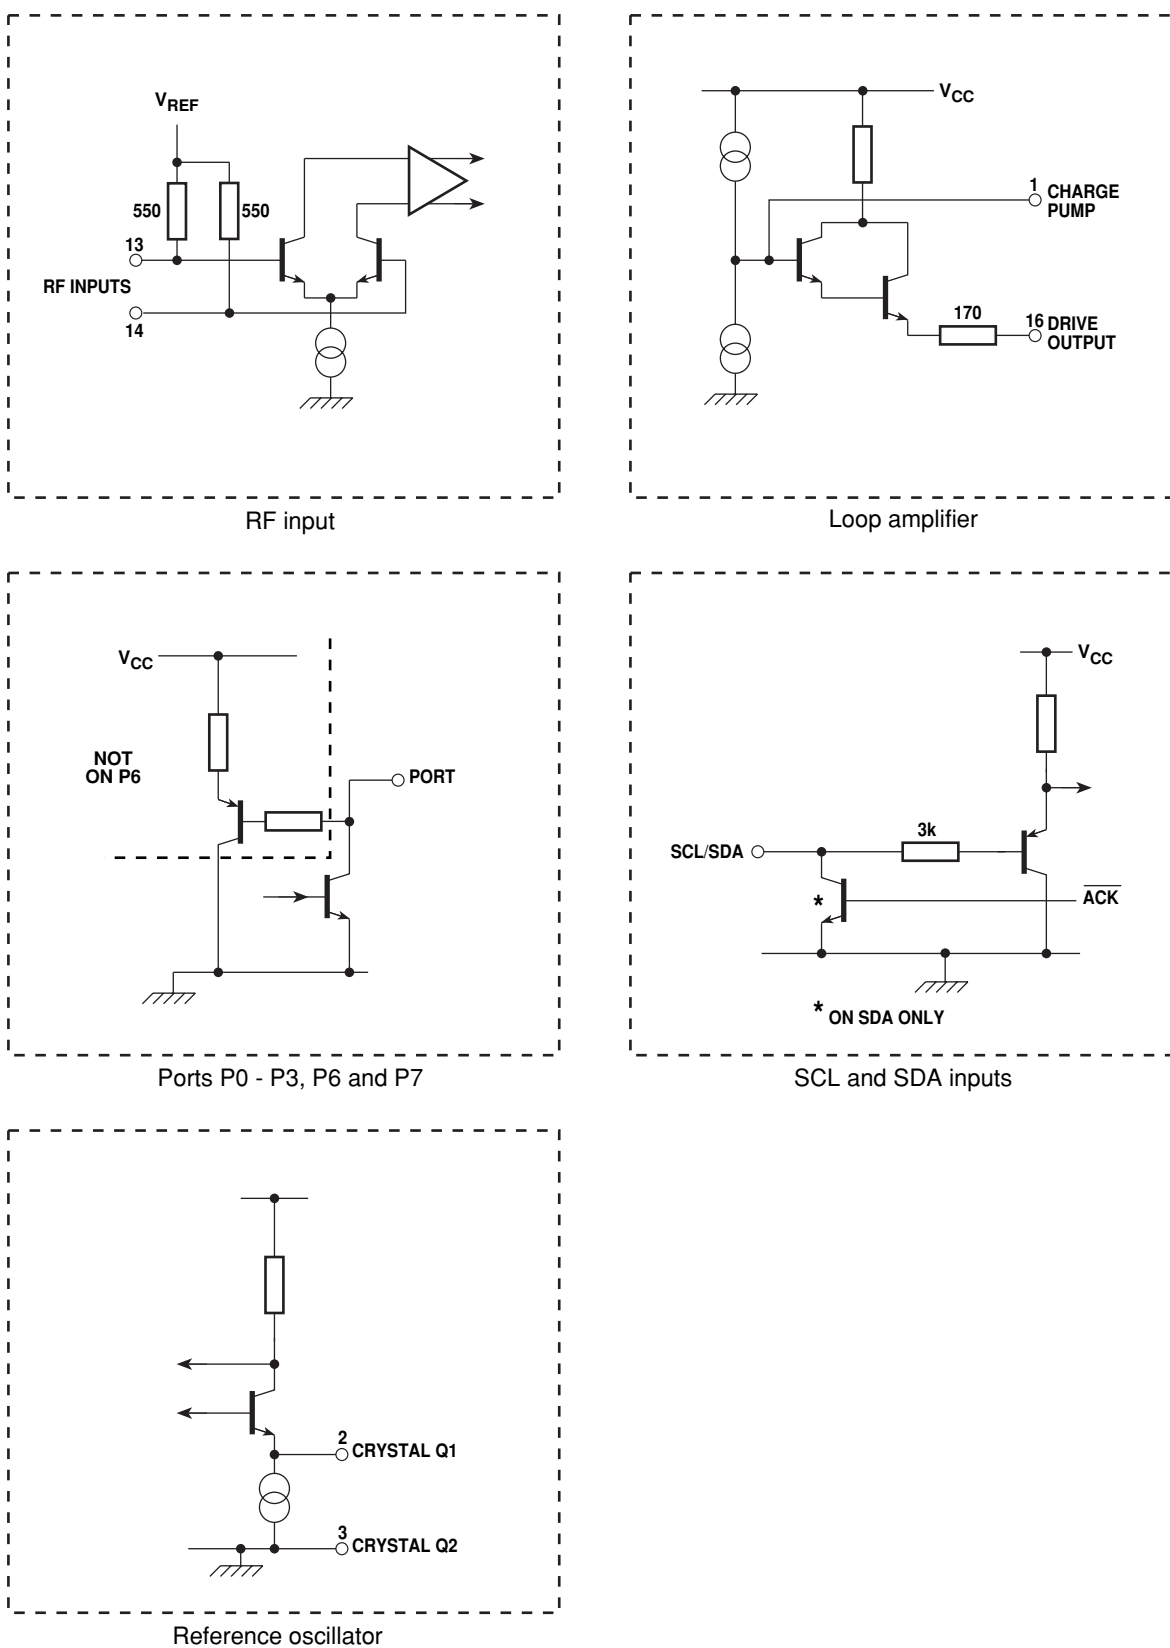 VREF
550
550
13
RF INPUTS
14
RF input
VCC
1
CHARGE
PUMP
170
16
DRIVE
OUTPUT
Loop amplifier
VCC
NOT
ON P6
PORT
Ports P0 - P3, P6 and P7
VCC
3k
SCL/SDA
*
ACK
* ON SDA ONLY
SCL and SDA inputs
2
CRYSTAL Q1
3
CRYSTAL Q2
Reference oscillator